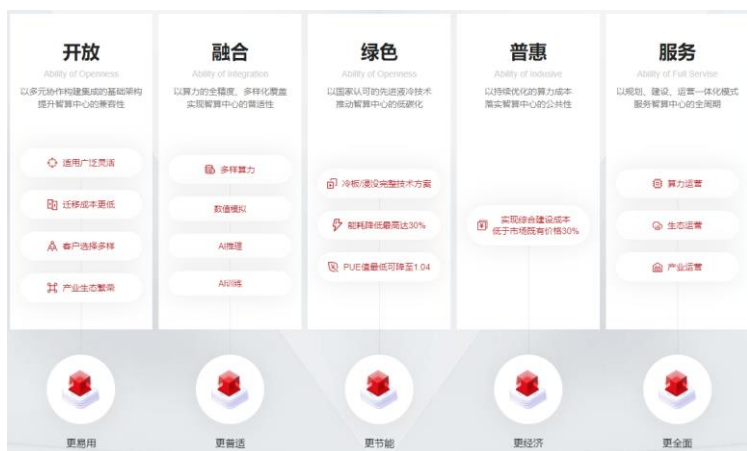 开放
Ability of Openness
以多元协作构建集成的基础架构
提升智算中心的兼容性
适用广泛灵活
迁移成本更低
客户选择多样
产业生态繁荣
更易用
融合
Ability of Integration
以算力的全精度、多样化覆盖
实现智算中心的普适性
多样算力
数值模拟
AI推理
AI训练
更普适
绿色
Ability of Openness
以国家认可的先进液冷技术
推动智算中心的低碳化
冷板/浸没完整技术方案
能耗降低最高达30%
PUE值最低可降至1.04
更节能
普惠
Ability of Inclusive
以持续优化的算力成本
落实智算中心的公共性
实现综合建设成本
低于市场既有价格30%
更经济
服务
Ability of Full Servise
以规划、建设、运营一体化模式
服务智算中心的全周期
算力运营
生态运营
产业运营
更全面